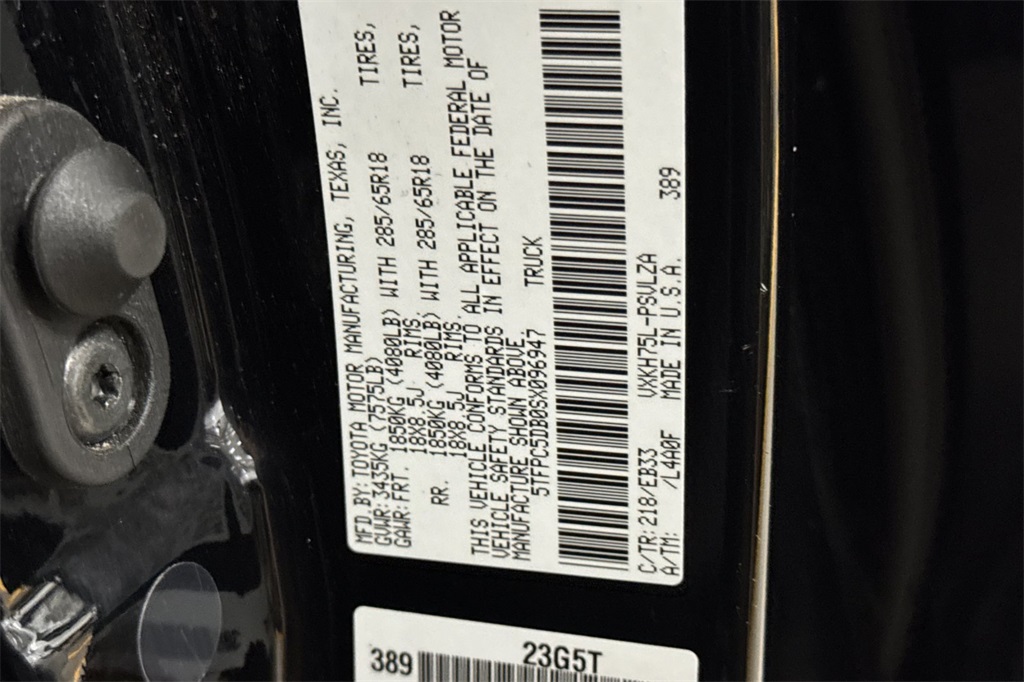 MFD.BY:TOYOTA MOTOR MANUFACTURING, TEXAS, INC.
GVWR:3435KG (7575LB)
GAWR:FRT. 1850KG (4080LB) WITH 285/65R18 TIRES,
18X8.5J RIMS.
RR. 1850KG (4080LB) WITH 285/65R18 TIRES,
18X8.5J RIMS.
THIS VEHICLE CONFORMS TO ALL APPLICABLE FEDERAL MOTOR
VEHICLE SAFETY STANDARDS IN EFFECT ON THE DATE OF
MANUFACTURE SHOWN ABOVE
5TFPC5DB0SX096947 TRUCK
C/TR:218/EB33 VXKH75L-PSVLZA
A/TM: /L4A0F MADE IN U.S.A. 389
23G5T
389